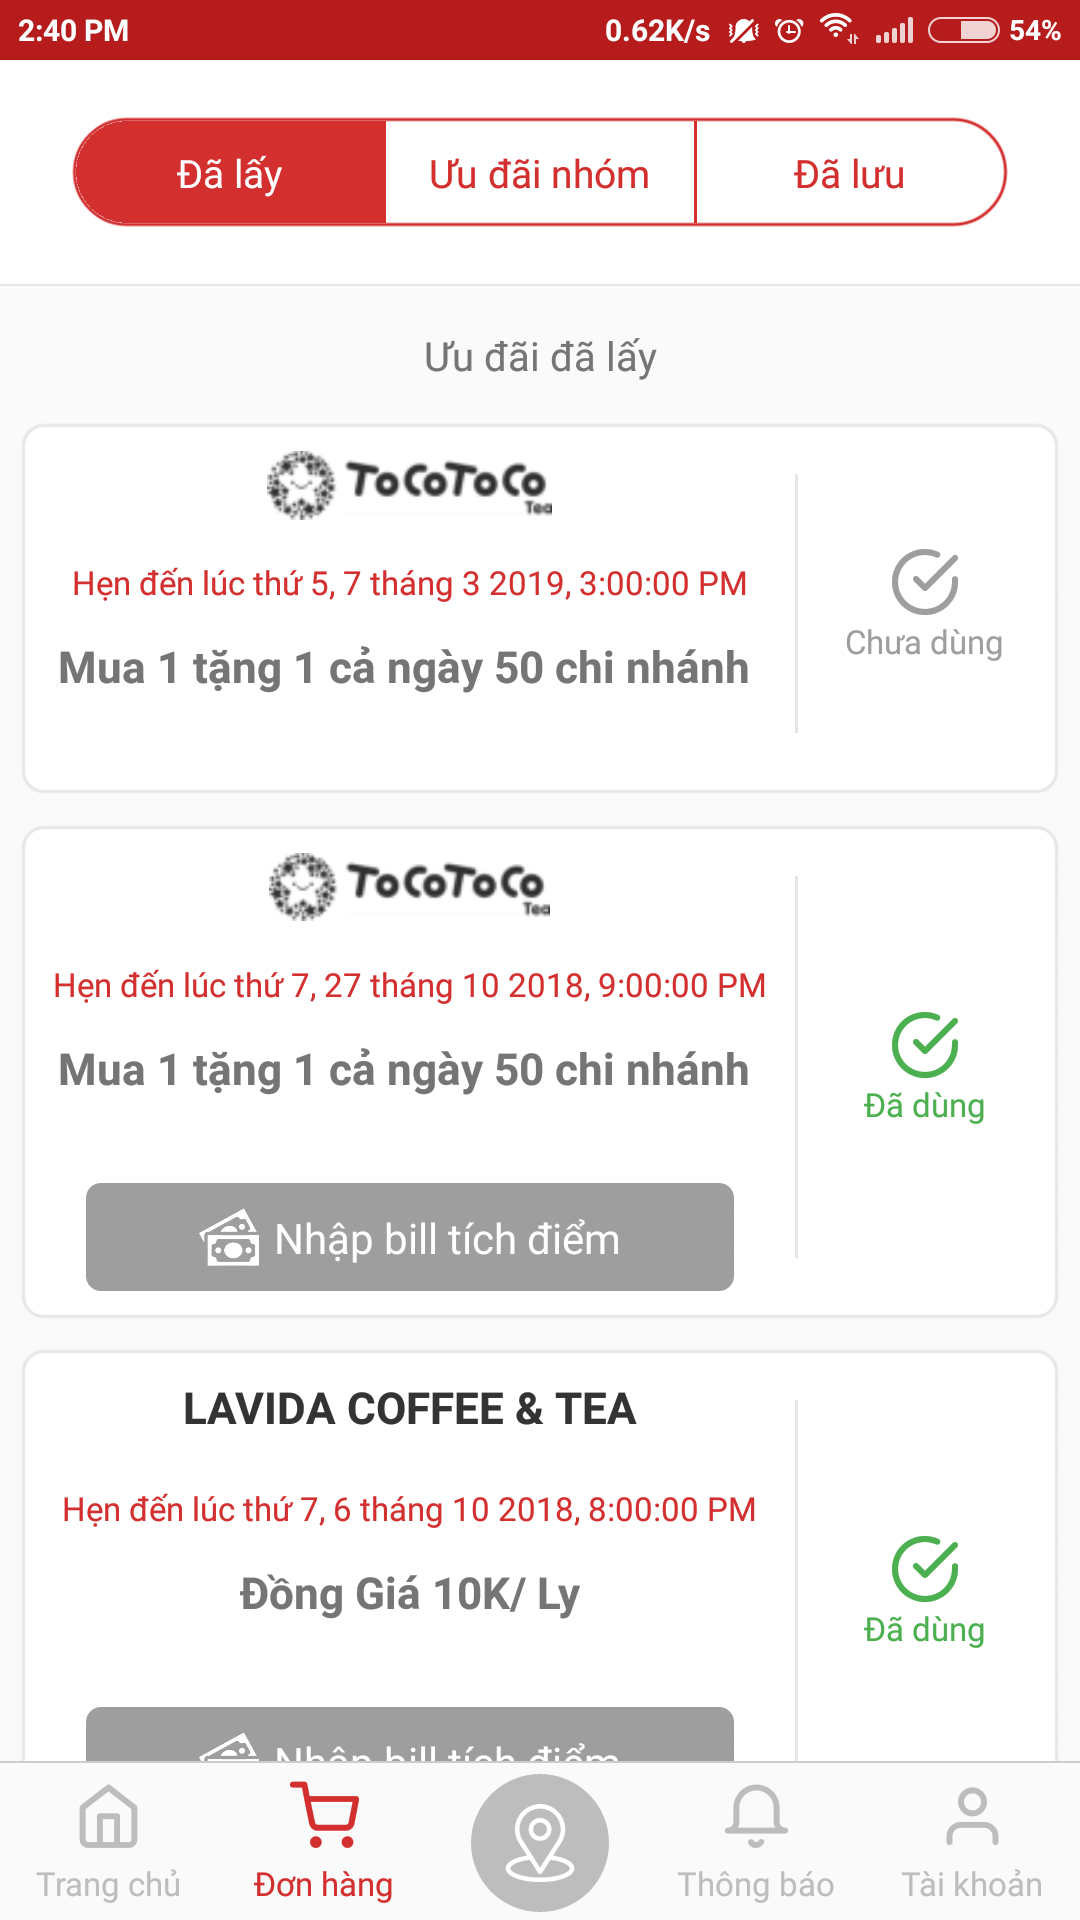 2:40 PM
0.62K/s
54%
Đã lấy
Ưu đãi nhóm
Đã lưu
Ưu đãi đã lấy
ToCoToCo
Tea
Hẹn đến lúc thứ 5, 7 tháng 3 2019, 3:00:00 PM
Mua 1 tặng 1 cả ngày 50 chi nhánh
Chưa dùng
ToCoToCo
Tea
Hẹn đến lúc thứ 7, 27 tháng 10 2018, 9:00:00 PM
Mua 1 tặng 1 cả ngày 50 chi nhánh
Đã dùng
Nhập bill tích điểm
LAVIDA COFFEE & TEA
Hẹn đến lúc thứ 7, 6 tháng 10 2018, 8:00:00 PM
Đồng Giá 10K/ Ly
Đã dùng
Nhập bill tích điểm
Trang chủ
Đơn hàng
Thông báo
Tài khoản